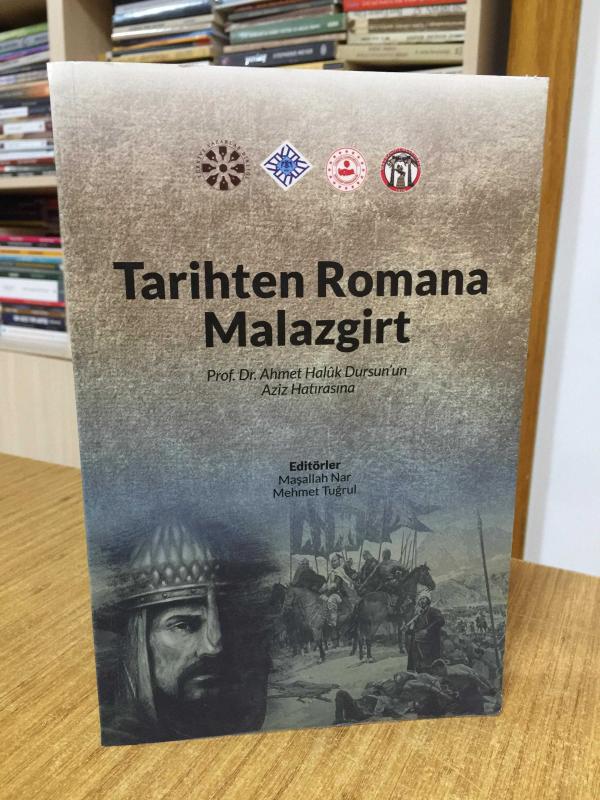 Tarihten Romana
Malazgirt
Prof. Dr. Ahmet Halûk Dursun'un
Aziz Hatırasına
Editörler
Maşallah Nar
Mehmet Tuğrul